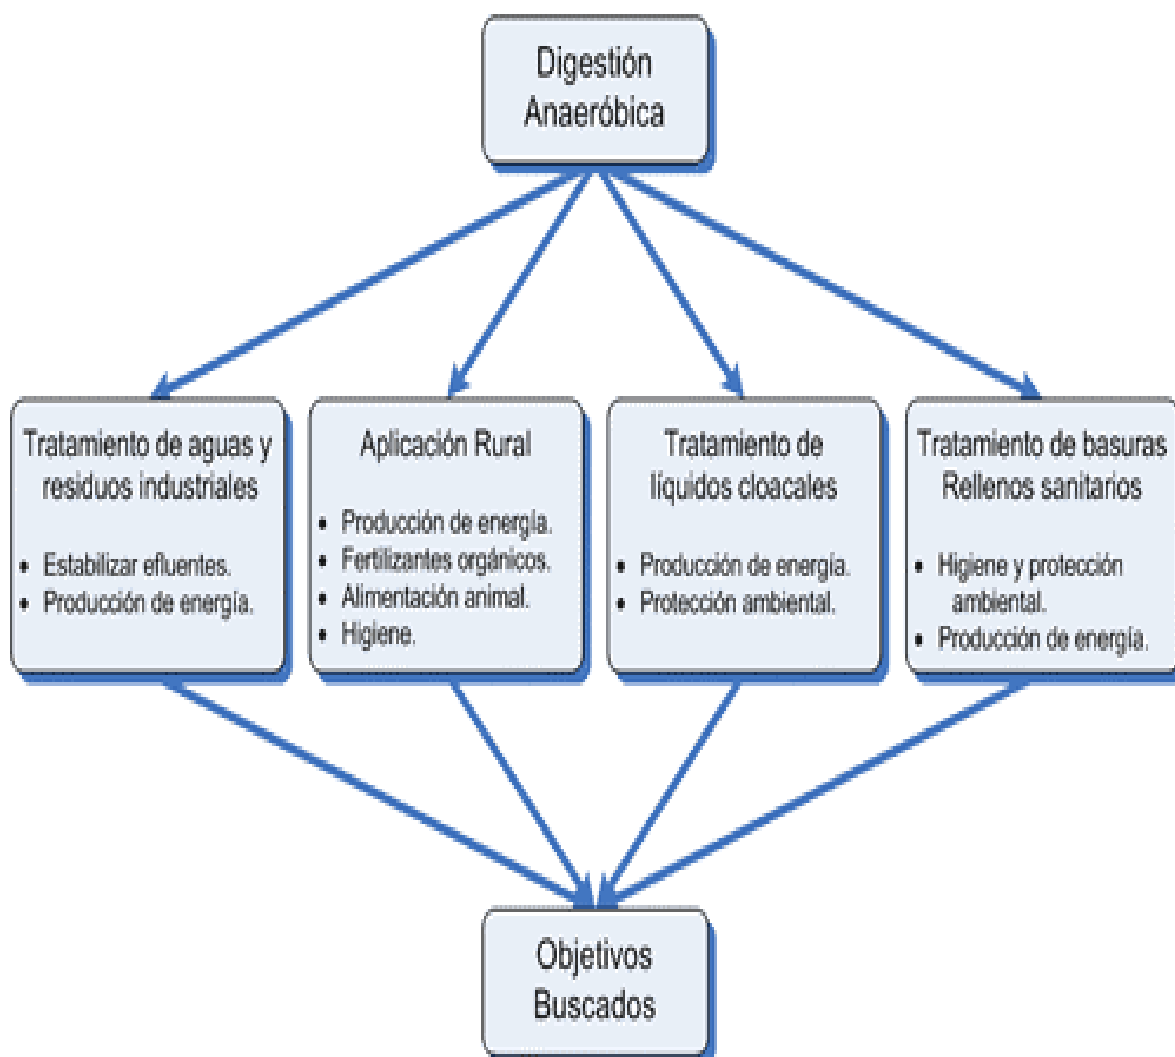 Digestión
Anaeróbica
Tratamiento de aguas y
residuos industriales
• Estabilizar efluentes.
• Producción de energía.
Aplicación Rural
• Producción de energía.
• Fertilizantes orgánicos.
• Alimentación animal.
• Higiene.
Tratamiento de
líquidos cloacales
• Producción de energía.
• Protección ambiental.
Tratamiento de basuras
Rellenos sanitarios
• Higiene y protección
ambiental.
• Producción de energía.
Objetivos
Buscados